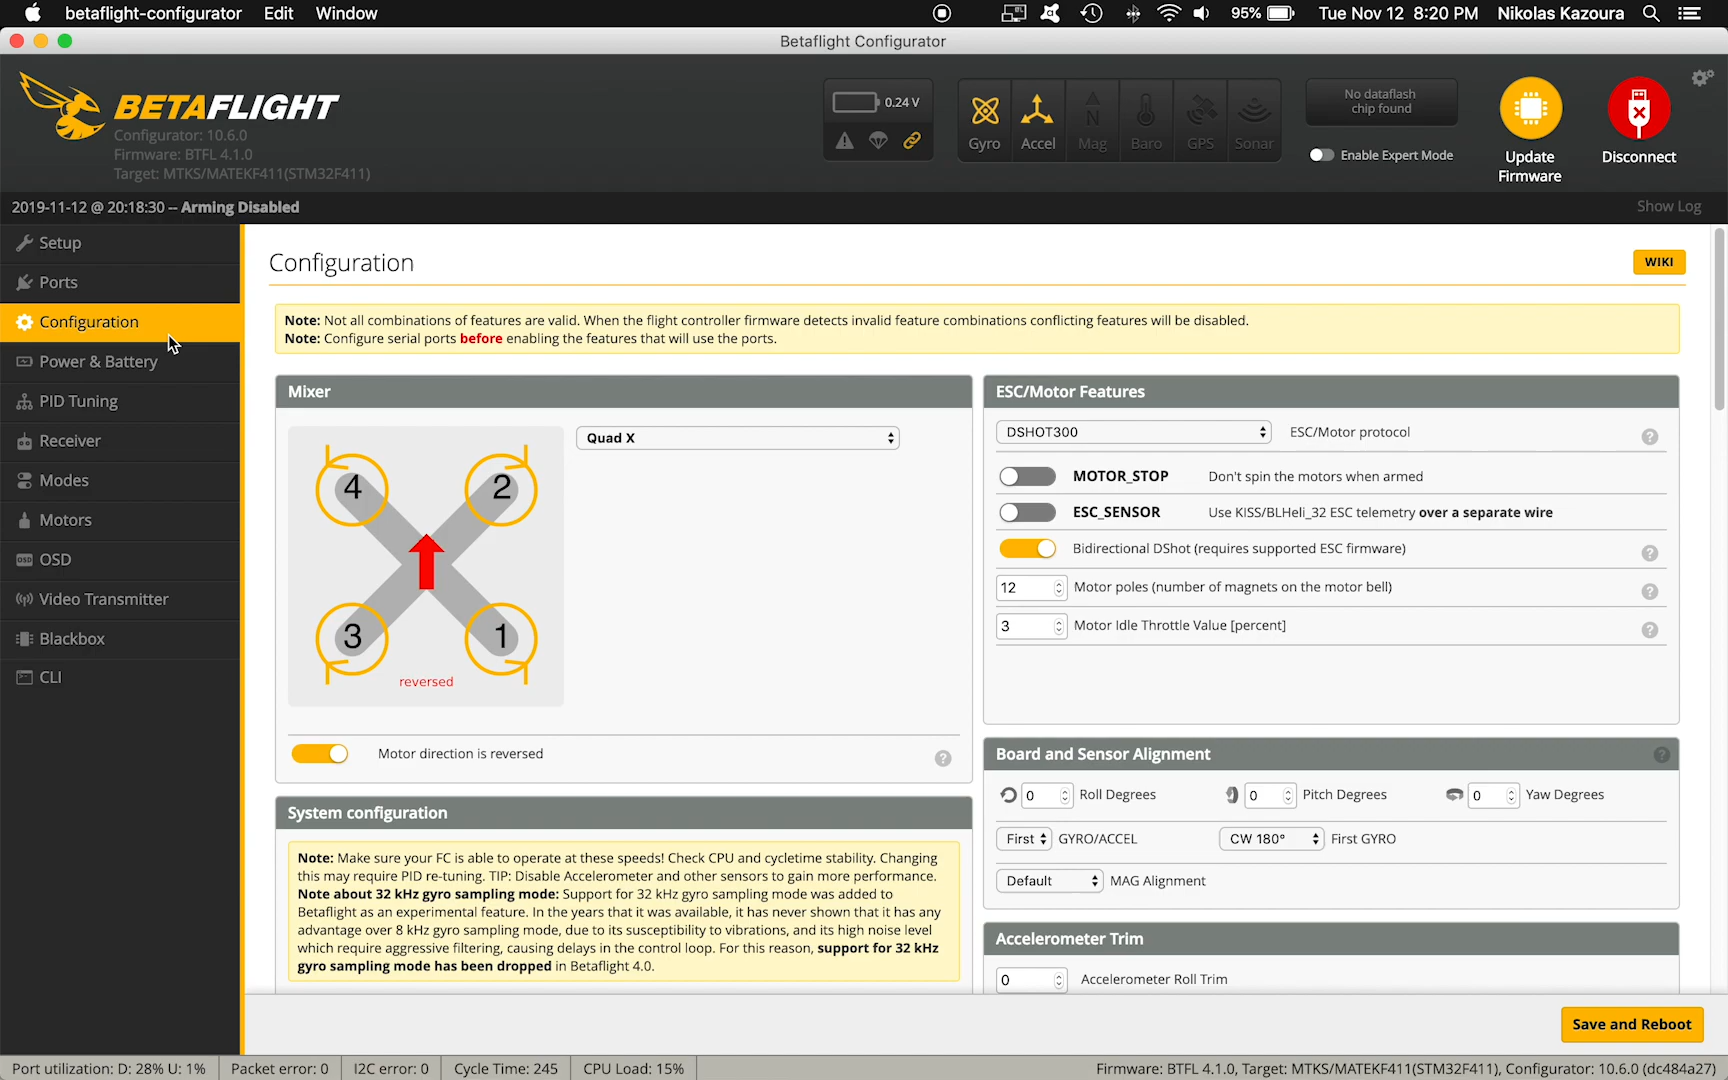 betaflight-configurator Edit Window 95% Tue Nov 12 8:20 PM Nikolas Kazoura
Betaflight Configurator
BETAFLIGHT
Configurator: 10.6.0
Firmware: BTFL 4.1.0
Target: MTKS/MATEKF411(STM32F411)
0.24 V
N
Gyro Accel Mag Baro GPS Sonar
No dataflash
chip found
Enable Expert Mode
Update
Firmware
Disconnect
2019-11-12 @ 20:18:30 -- Arming Disabled
Show Log
Setup
Ports
Configuration
Power & Battery
PID Tuning
Receiver
Modes
Motors
OSD
Video Transmitter
Blackbox
CLI
Configuration
WIKI
Note: Not all combinations of features are valid. When the flight controller firmware detects invalid feature combinations conflicting features will be disabled.
Note: Configure serial ports before enabling the features that will use the ports.
Mixer
Quad X
4 2
3 1
reversed
Motor direction is reversed ?
System configuration
Note: Make sure your FC is able to operate at these speeds! Check CPU and cycletime stability. Changing
this may require PID re-tuning. TIP: Disable Accelerometer and other sensors to gain more performance.
Note about 32 kHz gyro sampling mode: Support for 32 kHz gyro sampling mode was added to
Betaflight as an experimental feature. In the years that it was available, it has never shown that it has any
advantage over 8 kHz gyro sampling mode, due to its susceptibility to vibrations, and its high noise level
which require aggressive filtering, causing delays in the control loop. For this reason, support for 32 kHz
gyro sampling mode has been dropped in Betaflight 4.0.
ESC/Motor Features
DSHOT300 ESC/Motor protocol ?
MOTOR_STOP Don't spin the motors when armed
ESC_SENSOR Use KISS/BLHeli_32 ESC telemetry over a separate wire
Bidirectional DShot (requires supported ESC firmware) ?
12 Motor poles (number of magnets on the motor bell) ?
3 Motor Idle Throttle Value [percent] ?
Board and Sensor Alignment ?
0 Roll Degrees 0 Pitch Degrees 0 Yaw Degrees
First GYRO/ACCEL CW 180° First GYRO
Default MAG Alignment
Accelerometer Trim
0 Accelerometer Roll Trim
Save and Reboot
Port utilization: D: 28% U: 1% Packet error: 0 I2C error: 0 Cycle Time: 245 CPU Load: 15% Firmware: BTFL 4.1.0, Target: MTKS/MATEKF411(STM32F411), Configurator: 10.6.0 (dc484a27)